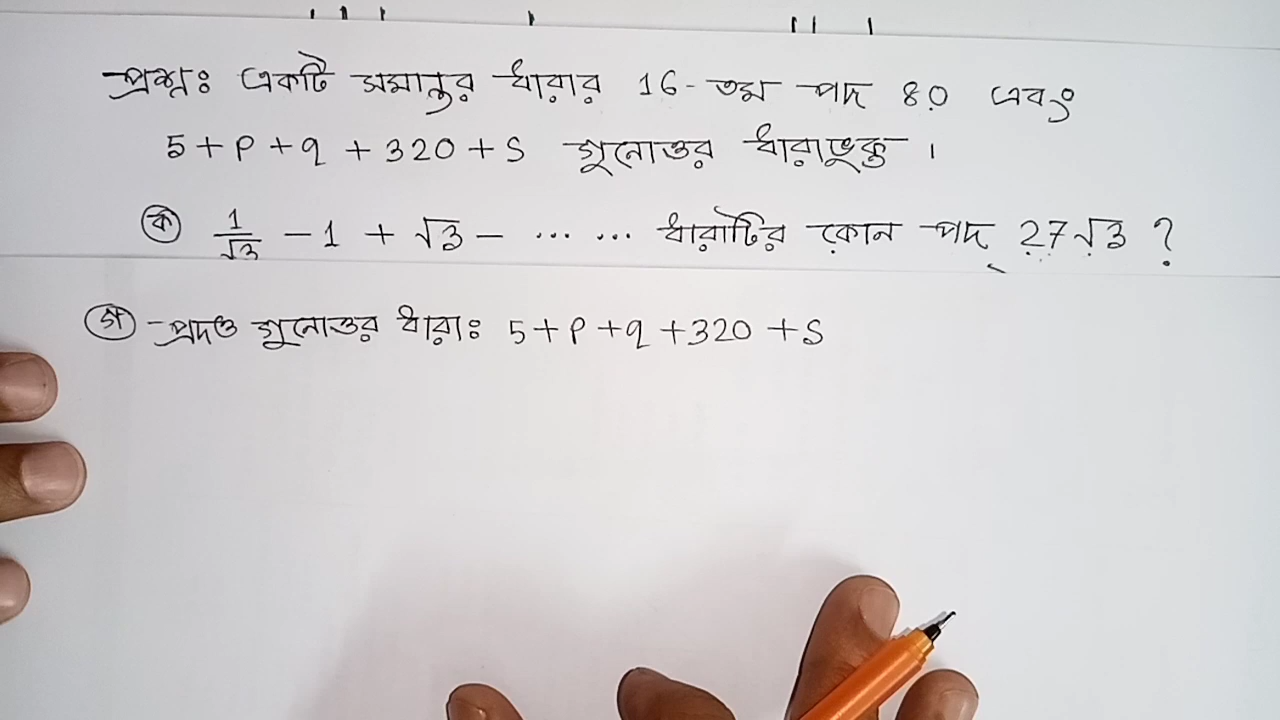 প্রশ্নঃ একটি সমান্তর ধারার 16-তম পদ 80 এবং
5+P+q+320+S গুনোত্তর ধারাভুক্ত ।
ক 1/√3 - 1 + √3 - ... ... ধারাটির কোন পদ 27√3 ?
গ প্রদত্ত গুনোত্তর ধারাঃ 5+P+q+320+S